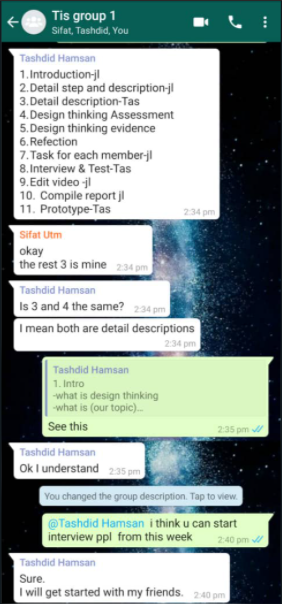 Tis group 1
Sifat, Tashdid, You
Tashdid Hamsan
1.Introduction-jl
2.Detail step and description-jl
3.Detail description-Tas
4.Design thinking Assessment
5.Design thinking evidence
6.Refection
7.Task for each member-jl
8.Interview & Test-Tas
9.Edit video -jl
10. Compile report jl
11. Prototype-Tas
2:34 pm
Sifat Utm
okay
the rest 3 is mine 2:34 pm
Tashdid Hamsan
Is 3 and 4 the same? 2:34 pm
I mean both are detail descriptions
2:34 pm
Tashdid Hamsan
1. Intro
-what is design thinking
-what is (our topic)...
See this 2:35 pm
Tashdid Hamsan
Ok I understand 2:35 pm
You changed the group description. Tap to view.
@Tashdid Hamsan i think u can start
interview ppl from this week 2:40 pm
Tashdid Hamsan
Sure.
I will get started with my friends. 2:40 pm